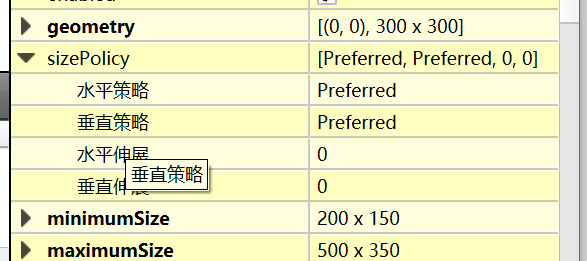 geometry [(0, 0), 300 x 300]
sizePolicy [Preferred, Preferred, 0, 0]
水平策略 Preferred
垂直策略 Preferred
水平伸展 0
垂直策略
垂直伸展 0
minimumSize 200 x 150
maximumSize 500 x 350